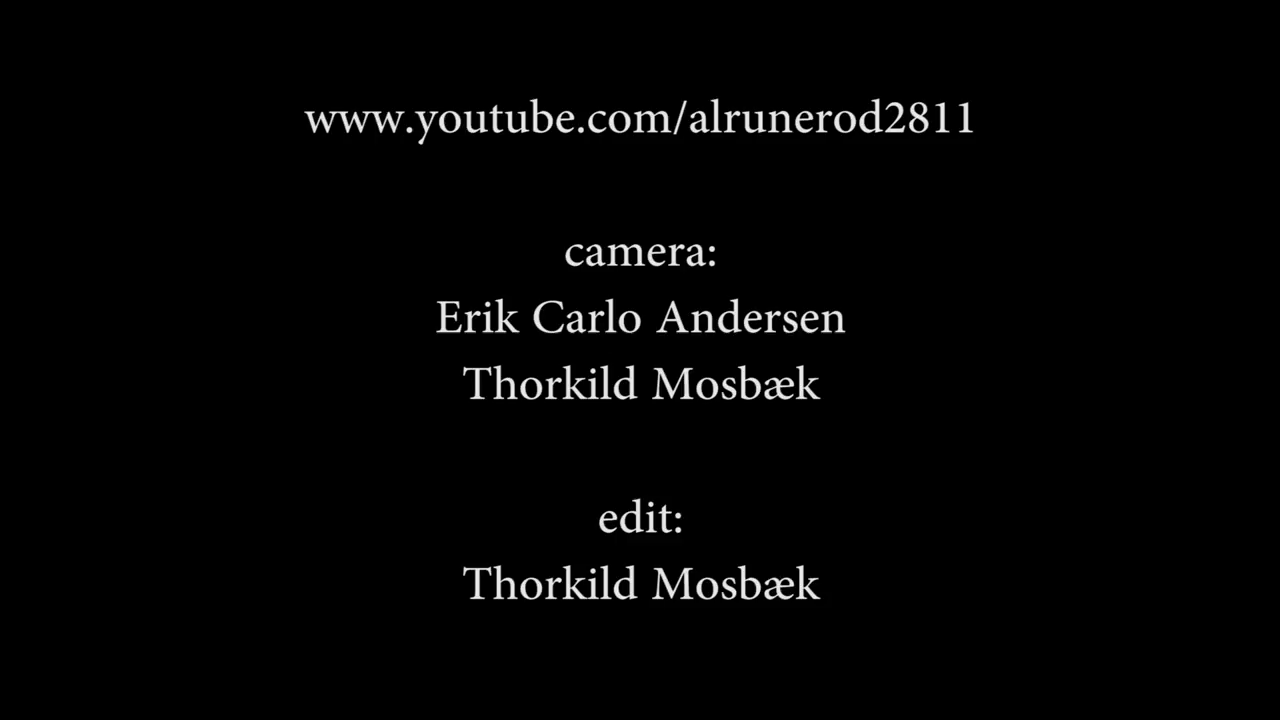 www.youtube.com/alrunerod2811
camera:
Erik Carlo Andersen
Thorkild Mosbæk
edit:
Thorkild Mosbæk